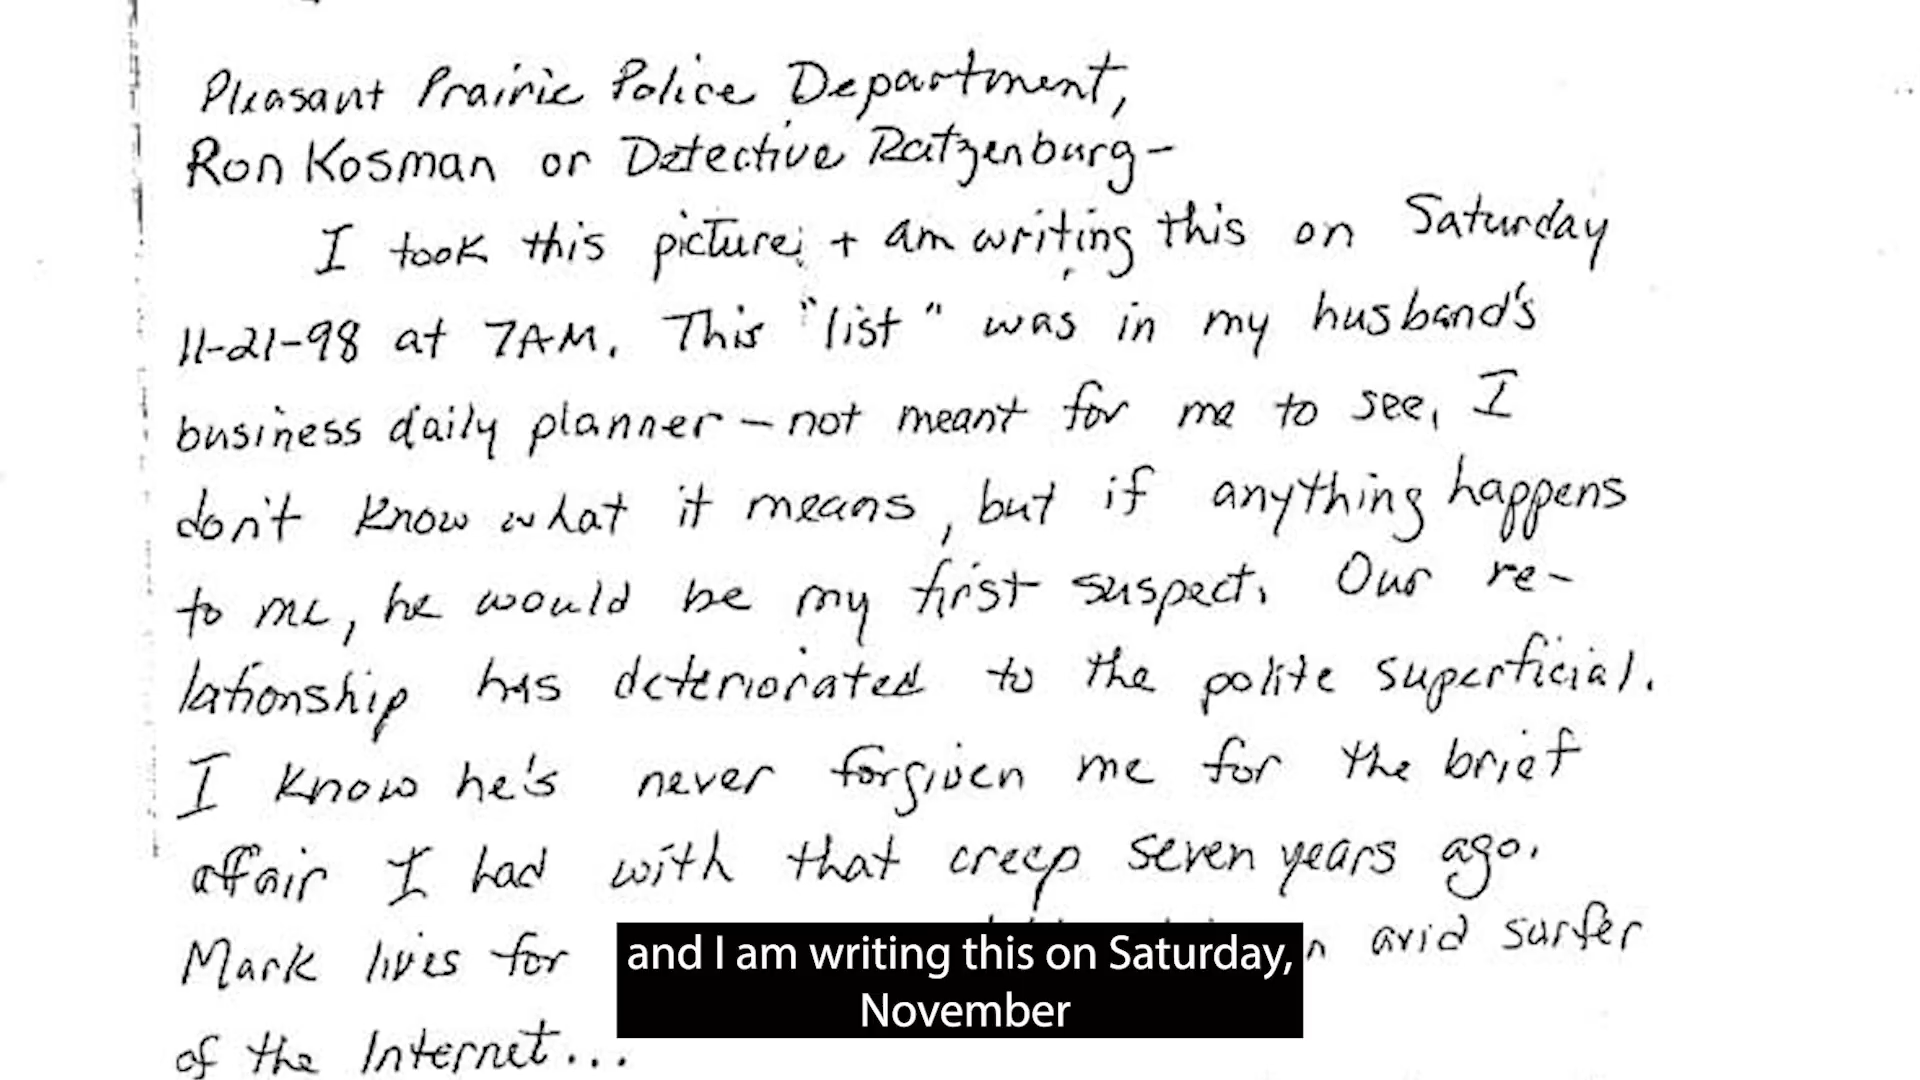 Pleasant Prairie Police Department,
Ron Kosman or Detective Ratzenburg-
I took this picture, + am writing this on Saturday
11-21-98 at 7AM. This "list" was in my husband's
business daily planner - not meant for me to see. I
don't know what it means, but if anything happens
to me, he would be my first suspect. Our re-
lationship has deteriorated to the polite superficial.
I know he's never forgiven me for the brief
affair I had with that creep seven years ago.
Mark lives for avid surfer
of the Internet...
and I am writing this on Saturday,
November